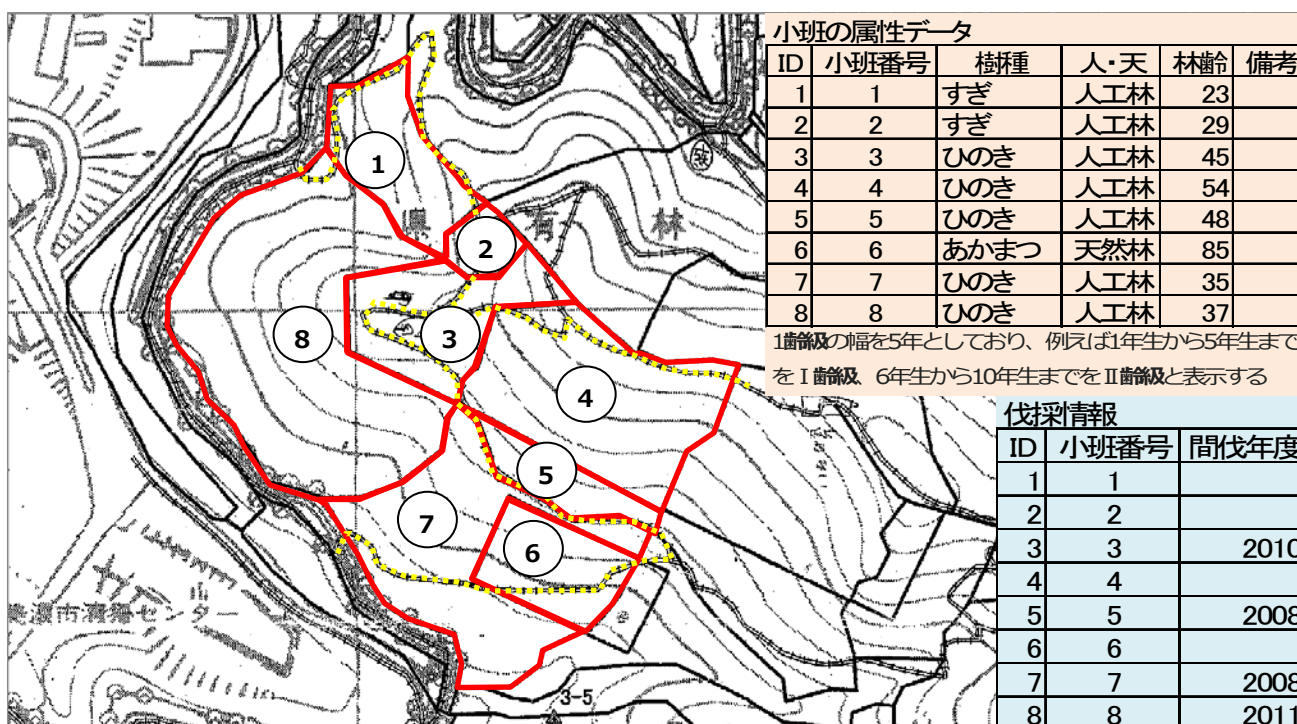 小班の属性データ
ID 小班番号 樹種 人・天 林齢 備考
1 1 すぎ 人工林 23
2 2 すぎ 人工林 29
3 3 ひのき 人工林 45
4 4 ひのき 人工林 54
5 5 ひのき 人工林 48
6 6 あかまつ 天然林 85
7 7 ひのき 人工林 35
8 8 ひのき 人工林 37
1齢級の幅を5年としており、例えば1年生から5年生まで
をⅠ齢級、6年生から10年生までをⅡ齢級と表示する
伐採情報
ID 小班番号 間伐年度
1 1
2 2
3 3 2010
4 4
5 5 2008
6 6
7 7 2008
8 8 2011
1
県有林
2
8
3
4
5
7
6
センター
3-5